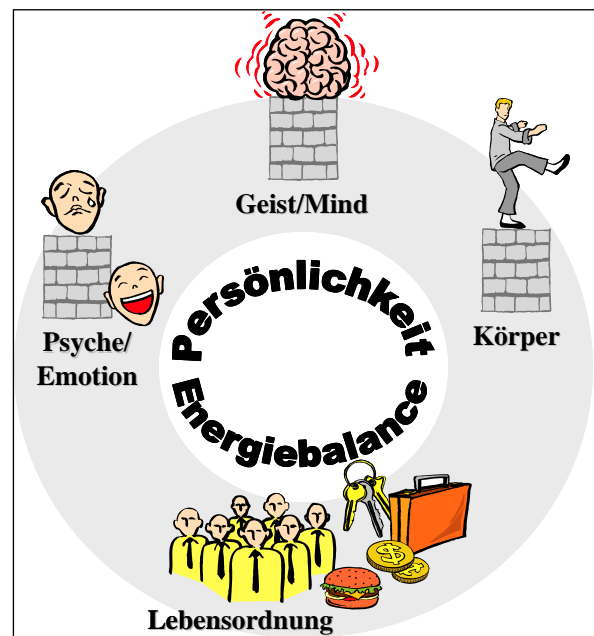 Geist/Mind
Körper
Psyche/
Emotion
Persönlichkeit
Energiebalance
Lebensordnung